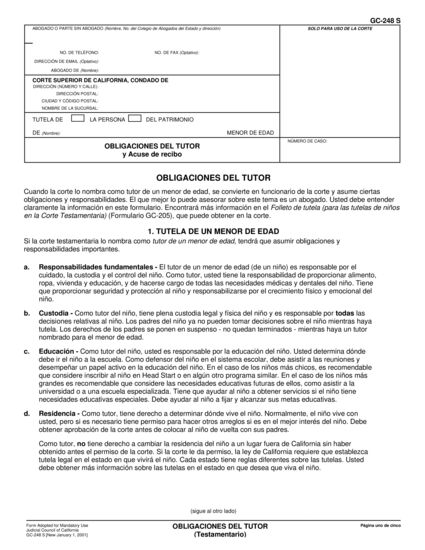 GC-248 S
ABOGADO O PARTE SIN ABOGADO (Nombre, No. del Colegio de Abogados del Estado y dirección):
SOLO PARA USO DE LA CORTE
NO. DE TELÉFONO:
NO. DE FAX (Optativo):
DIRECCIÓN DE EMAIL (Optativo):
ABOGADO DE (Nombre):
CORTE SUPERIOR DE CALIFORNIA, CONDADO DE
DIRECCIÓN (NÚMERO Y CALLE):
DIRECCIÓN POSTAL:
CIUDAD Y CÓDIGO POSTAL:
NOMBRE DE LA SUCURSAL:
TUTELA DE LA PERSONA DEL PATRIMONIO
DE (Nombre): MENOR DE EDAD
OBLIGACIONES DEL TUTOR
y Acuse de recibo
NÚMERO DE CASO:
OBLIGACIONES DEL TUTOR
Cuando la corte lo nombra como tutor de un menor de edad, se convierte en funcionario de la corte y asume ciertas
obligaciones y responsabilidades. El que mejor lo puede asesorar sobre este tema es un abogado. Usted debe entender
claramente la información en este formulario. Encontrará más información en el Folleto de tutela (para las tutelas de niños
en la Corte Testamentaria) (Formulario GC-205), que puede obtener en la corte.
1. TUTELA DE UN MENOR DE EDAD
Si la corte testamentaria lo nombra como tutor de un menor de edad, tendrá que asumir obligaciones y
responsabilidades importantes.
a. Responsabilidades fundamentales - El tutor de un menor de edad (de un niño) es responsable por el
cuidado, la custodia y el control del niño. Como tutor, usted tiene la responsabilidad de proporcionar alimento,
ropa, vivienda y educación, y de hacerse cargo de todas las necesidades médicas y dentales del niño. Tiene
que proporcionar seguridad y protección al niño y responsabilizarse por el crecimiento físico y emocional del
niño.
b. Custodia - Como tutor del niño, tiene plena custodia legal y física del niño y es responsable por todas las
decisiones relativas al niño. Los padres del niño ya no pueden tomar decisiones sobre el niño mientras haya
tutela. Los derechos de los padres se ponen en suspenso - no quedan terminados - mientras haya un tutor
nombrado para el menor de edad.
c. Educación - Como tutor del niño, usted es responsable por la educación del niño. Usted determina dónde
debe ir el niño a la escuela. Como defensor del niño en el sistema escolar, debe asistir a las reuniones y
desempeñar un papel activo en la educación del niño. En el caso de los niños más chicos, es recomendable
que considere inscribir al niño en Head Start o en algún otro programa similar. En el caso de los niños más
grandes es recomendable que considere las necesidades educativas futuras de ellos, como asistir a la
universidad o a una escuela especializada. Tiene que ayudar al niño a obtener servicios si el niño tiene
necesidades educativas especiales. Debe ayudar al niño a fijar y alcanzar sus metas educativas.
d. Residencia - Como tutor, tiene derecho a determinar dónde vive el niño. Normalmente, el niño vive con
usted, pero si es necesario tiene permiso para hacer otros arreglos si es en el mejor interés del niño. Debe
obtener aprobación de la corte antes de colocar al niño de vuelta con sus padres.
Como tutor, no tiene derecho a cambiar la residencia del niño a un lugar fuera de California sin haber
obtenido antes el permiso de la corte. Si la corte le da permiso, la ley de California requiere que establezca
tutela legal en el estado en que vivirá el niño. Cada estado tiene reglas diferentes sobre las tutelas. Usted
debe obtener más información sobre las tutelas en el estado en que desea que viva el niño.
(sigue al otro lado)
Form Adopted for Mandatory Use
Judicial Council of California
GC-248 S [New January 1, 2001]
OBLIGACIONES DEL TUTOR
(Testamentario)
Página uno de cinco